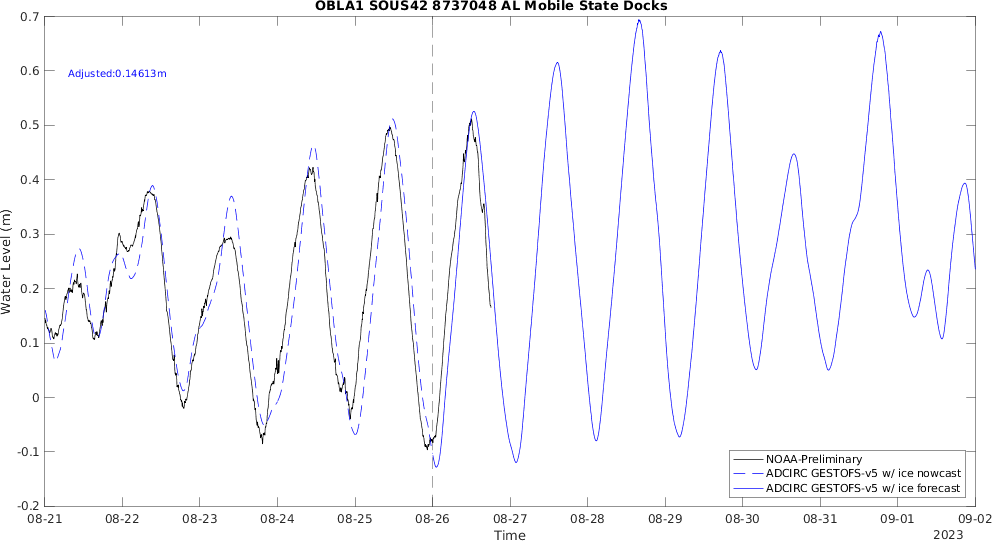 OBLA1 SOUS42 8737048 AL Mobile State Docks
Adjusted:0.14613m
Water Level (m)
0.7
0.6
0.5
0.4
0.3
0.2
0.1
0
-0.1
-0.2
NOAA-Preliminary
ADCIRC GESTOFS-v5 w/ ice nowcast
ADCIRC GESTOFS-v5 w/ ice forecast
08-21 08-22 08-23 08-24 08-25 08-26 08-27 08-28 08-29 08-30 08-31 09-01 09-02
Time
2023